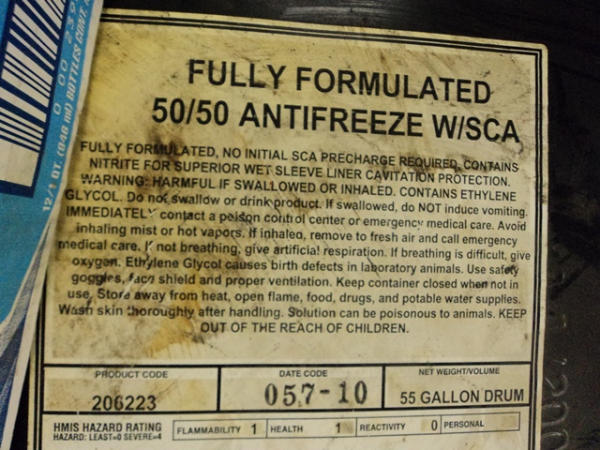 FULLY FORMULATED
50/50 ANTIFREEZE W/SCA
FULLY FORMULATED, NO INITIAL SCA PRECHARGE REQUIRED, CONTAINS
NITRITE FOR SUPERIOR WET SLEEVE LINER CAVITATION PROTECTION.
WARNING: HARMFUL IF SWALLOWED OR INHALED. CONTAINS ETHYLENE
GLYCOL. Do not swallow or drink product. If swallowed, do NOT induce vomiting.
IMMEDIATELY contact a poison control center or emergency medical care. Avoid
inhaling mist or hot vapors. If inhaled, remove to fresh air and call emergency
medical care. If not breathing, give artificial respiration. If breathing is difficult, give
oxygen. Ethylene Glycol causes birth defects in laboratory animals. Use safety
goggles, face shield and proper ventilation. Keep container closed when not in
use. Store away from heat, open flame, food, drugs, and potable water supplies.
Wash skin thoroughly after handling. Solution can be poisonous to animals. KEEP
OUT OF THE REACH OF CHILDREN.
PRODUCT CODE
206223
DATE CODE
057-10
NET WEIGHT/VOLUME
55 GALLON DRUM
HMIS HAZARD RATING
HAZARD: LEAST=0 SEVERE=4
FLAMMABILITY 1 HEALTH 1 REACTIVITY 0 PERSONAL
12/1 QT. (946 ml) BOTTLES CONT.